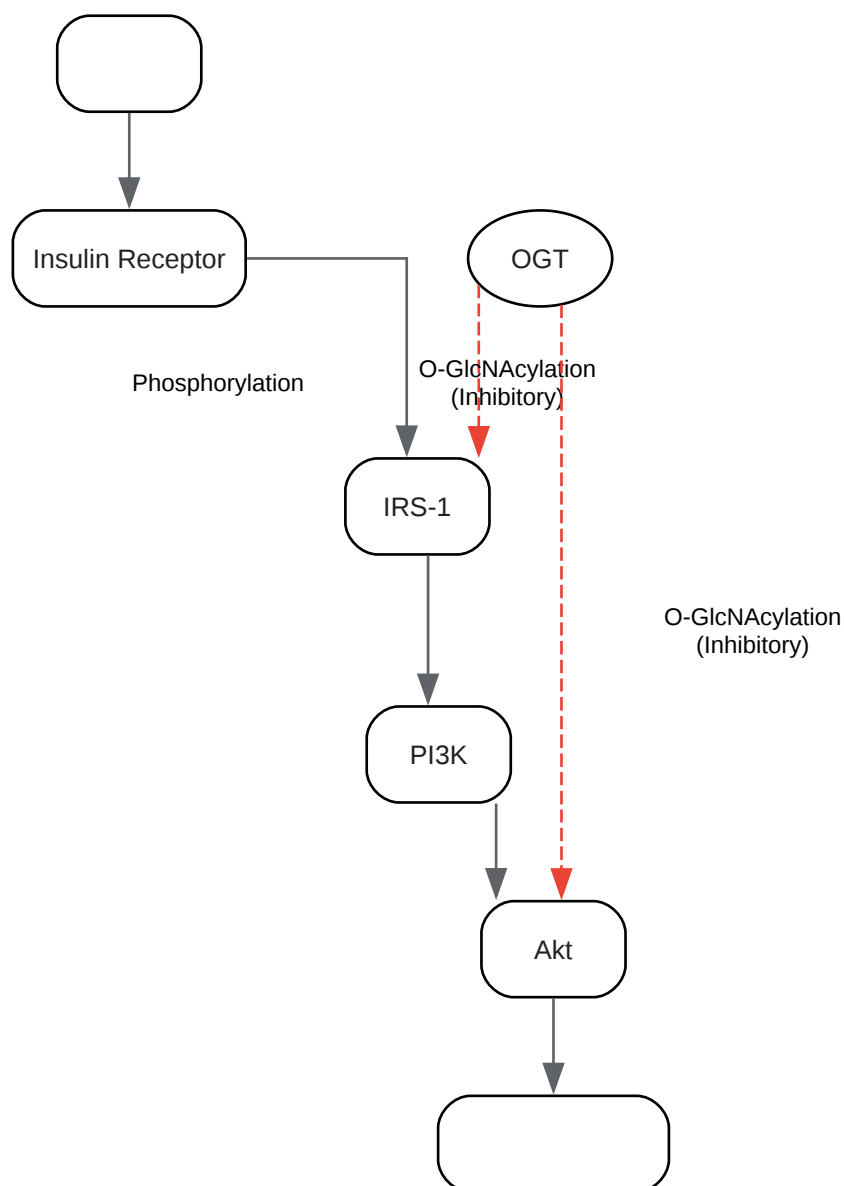 Insulin Receptor
OGT
Phosphorylation
O-GlcNAcylation
(Inhibitory)
IRS-1
O-GlcNAcylation
(Inhibitory)
PI3K
Akt